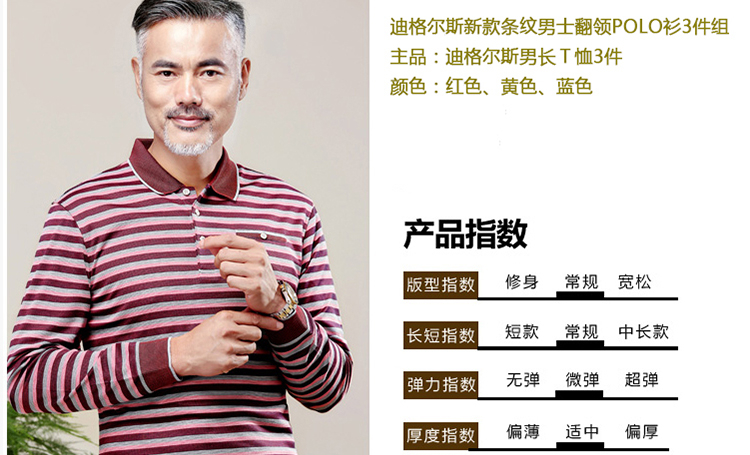 迪格尔斯新款条纹男士翻领POLO衫3件组
主品：迪格尔斯男长T恤3件
颜色：红色、黄色、蓝色
产品指数
版型指数 修身 常规 宽松
长短指数 短款 常规 中长款
弹力指数 无弹 微弹 超弹
厚度指数 偏薄 适中 偏厚